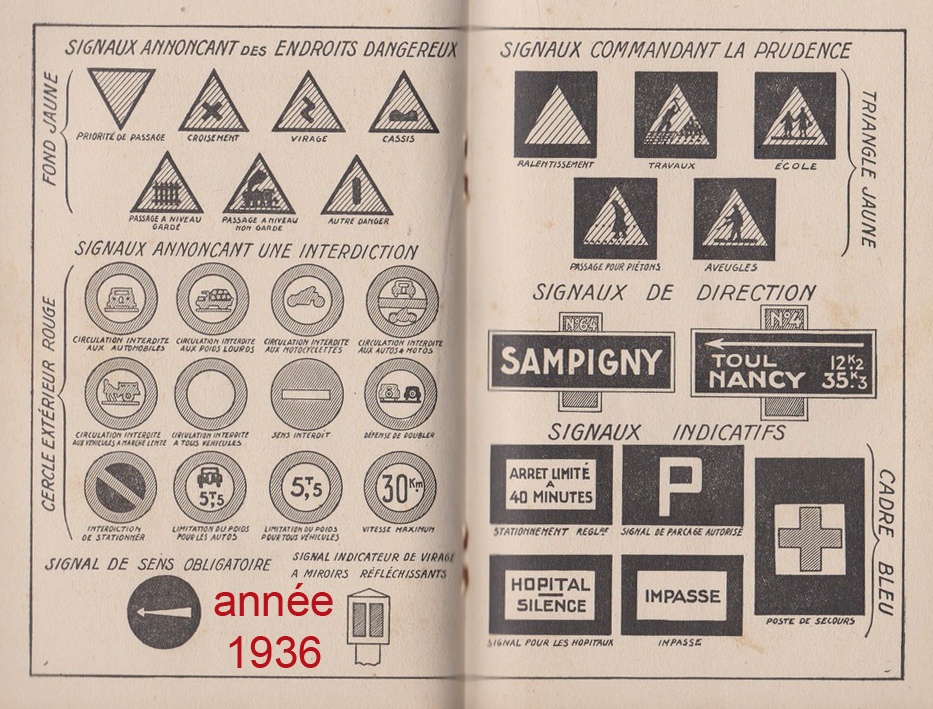 SIGNAUX ANNONCANT DES ENDROITS DANGEREUX
FOND JAUNE
PRIORITÉ DE PASSAGE
CROISEMENT
VIRAGE
CASSIS
PASSAGE A NIVEAU
GARDÉ
PASSAGE A NIVEAU
NON GARDÉ
AUTRE DANGER
SIGNAUX ANNONCANT UNE INTERDICTION
CERCLE EXTÉRIEUR ROUGE
CIRCULATION INTERDITE
AUX AUTOMOBILES
CIRCULATION INTERDITE
AUX POIDS LOURDS
CIRCULATION INTERDITE
AUX MOTOCYCLETTES
CIRCULATION INTERDITE
AUX AUTOS & MOTOS
CIRCULATION INTERDITE
AUX VÉHICULES A MARCHE LENTE
CIRCULATION INTERDITE
A TOUS VÉHICULES
SENS INTERDIT
DÉFENSE DE DOUBLER
INTERDICTION
DE STATIONNER
5T,5
LIMITATION DU POIDS
POUR LES AUTOS
5T,5
LIMITATION DU POIDS
POUR TOUS VÉHICULES
30Km
VITESSE MAXIMUM
SIGNAL DE SENS OBLIGATOIRE
SIGNAL INDICATEUR DE VIRAGE
A MIROIRS RÉFLÉCHISSANTS
année
1936
SIGNAUX COMMANDANT LA PRUDENCE
TRIANGLE JAUNE
RALENTISSEMENT
TRAVAUX
ÉCOLE
PASSAGE POUR PIÉTONS
AVEUGLES
SIGNAUX DE DIRECTION
N°64
SAMPIGNY
N°4
TOUL 12K2
NANCY 35K3
SIGNAUX INDICATIFS
CADRE BLEU
ARRET LIMITÉ
A
40 MINUTES
STATIONNEMENT REGLné
P
SIGNAL DE PARCAGE AUTORISÉ
HOPITAL
SILENCE
SIGNAL POUR LES HOPITAUX
IMPASSE
IMPASSE
POSTE DE SECOURS